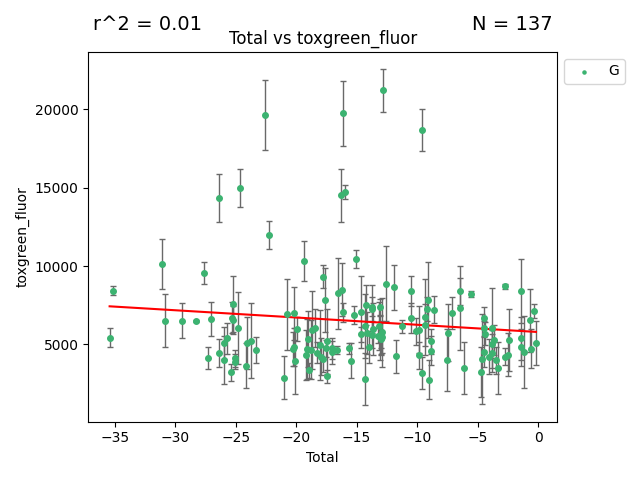 r^2 = 0.01
N = 137
Total vs toxgreen_fluor
G
20000
15000
10000
5000
toxgreen_fluor
−35 −30 −25 −20 −15 −10 −5 0
Total